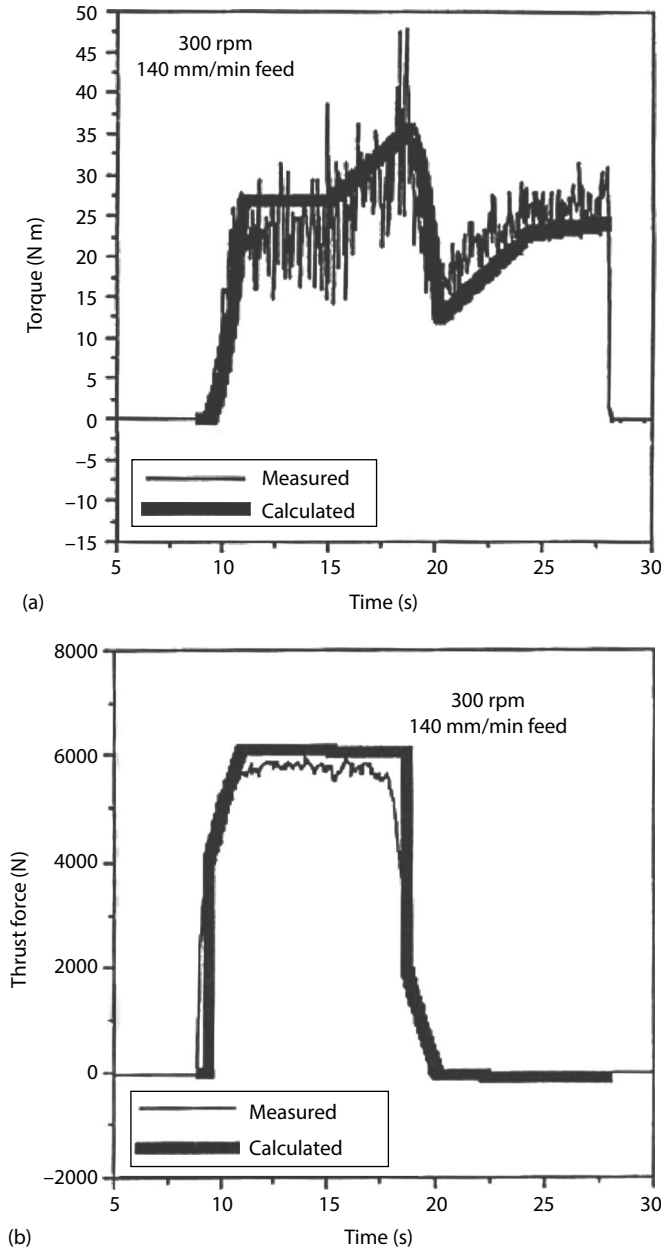 50
45
40
35
30
25
20
15
10
5
0
−5
−10
−15
Torque (N m)
300 rpm
140 mm/min feed
Measured
Calculated
5 10 15 20 25 30
(a)
Time (s)
8000
6000
4000
2000
0
−2000
Thrust force (N)
300 rpm
140 mm/min feed
Measured
Calculated
5 10 15 20 25 30
(b)
Time (s)